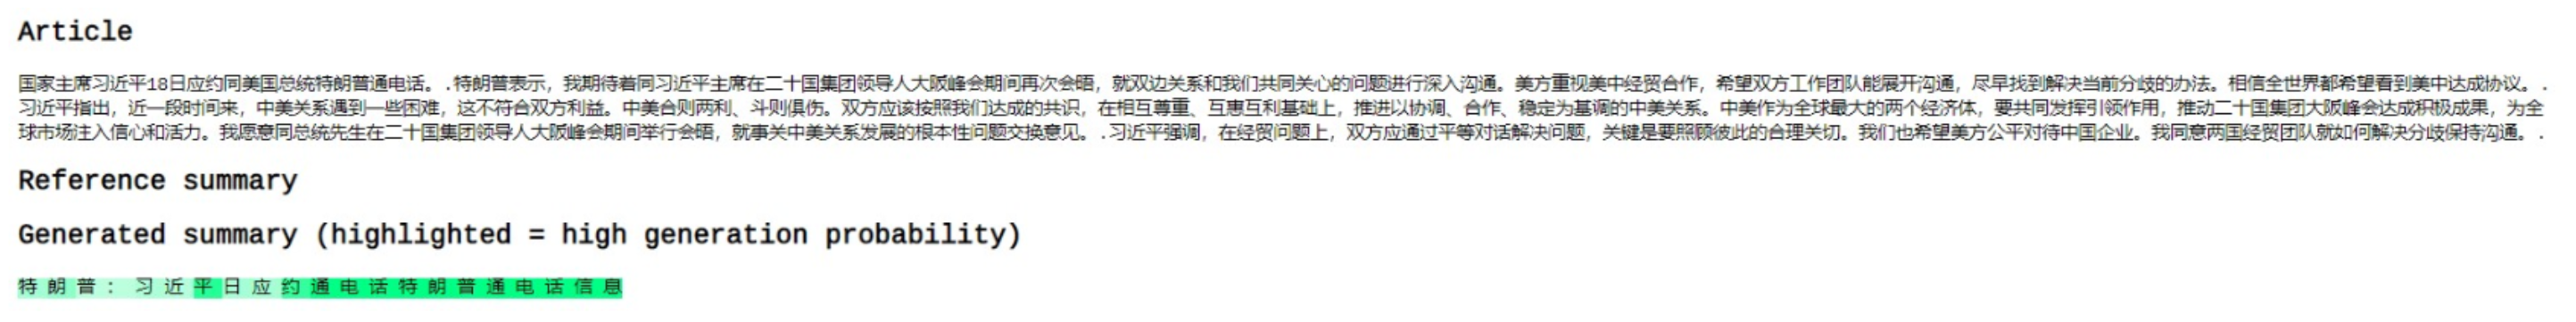 Article
国家主席习近平18日应约同美国总统特朗普通电话。.特朗普表示，我期待着同习近平主席在二十国集团领导人大阪峰会期间再次会晤，就双边关系和我们共同关心的问题进行深入沟通。美方重视美中经贸合作，希望双方工作团队能展开沟通，尽早找到解决当前分歧的办法。相信全世界都希望看到美中达成协议。.
习近平指出，近一段时间来，中美关系遇到一些困难，这不符合双方利益。中美合则两利、斗则俱伤。双方应该按照我们达成的共识，在相互尊重、互惠互利基础上，推进以协调、合作、稳定为基调的中美关系。中美作为全球最大的两个经济体，要共同发挥引领作用，推动二十国集团大阪峰会达成积极成果，为全
球市场注入信心和活力。我愿意同总统先生在二十国集团领导人大阪峰会期间举行会晤，就事关中美关系发展的根本性问题交换意见。.习近平强调，在经贸问题上，双方应通过平等对话解决问题，关键是要照顾彼此的合理关切。我们也希望美方公平对待中国企业。我同意两国经贸团队就如何解决分歧保持沟通。.
Reference summary
Generated summary (highlighted = high generation probability)
特 朗 普 ： 习 近 平 日 应 约 通 电 话 特 朗 普 通 电 话 信 息